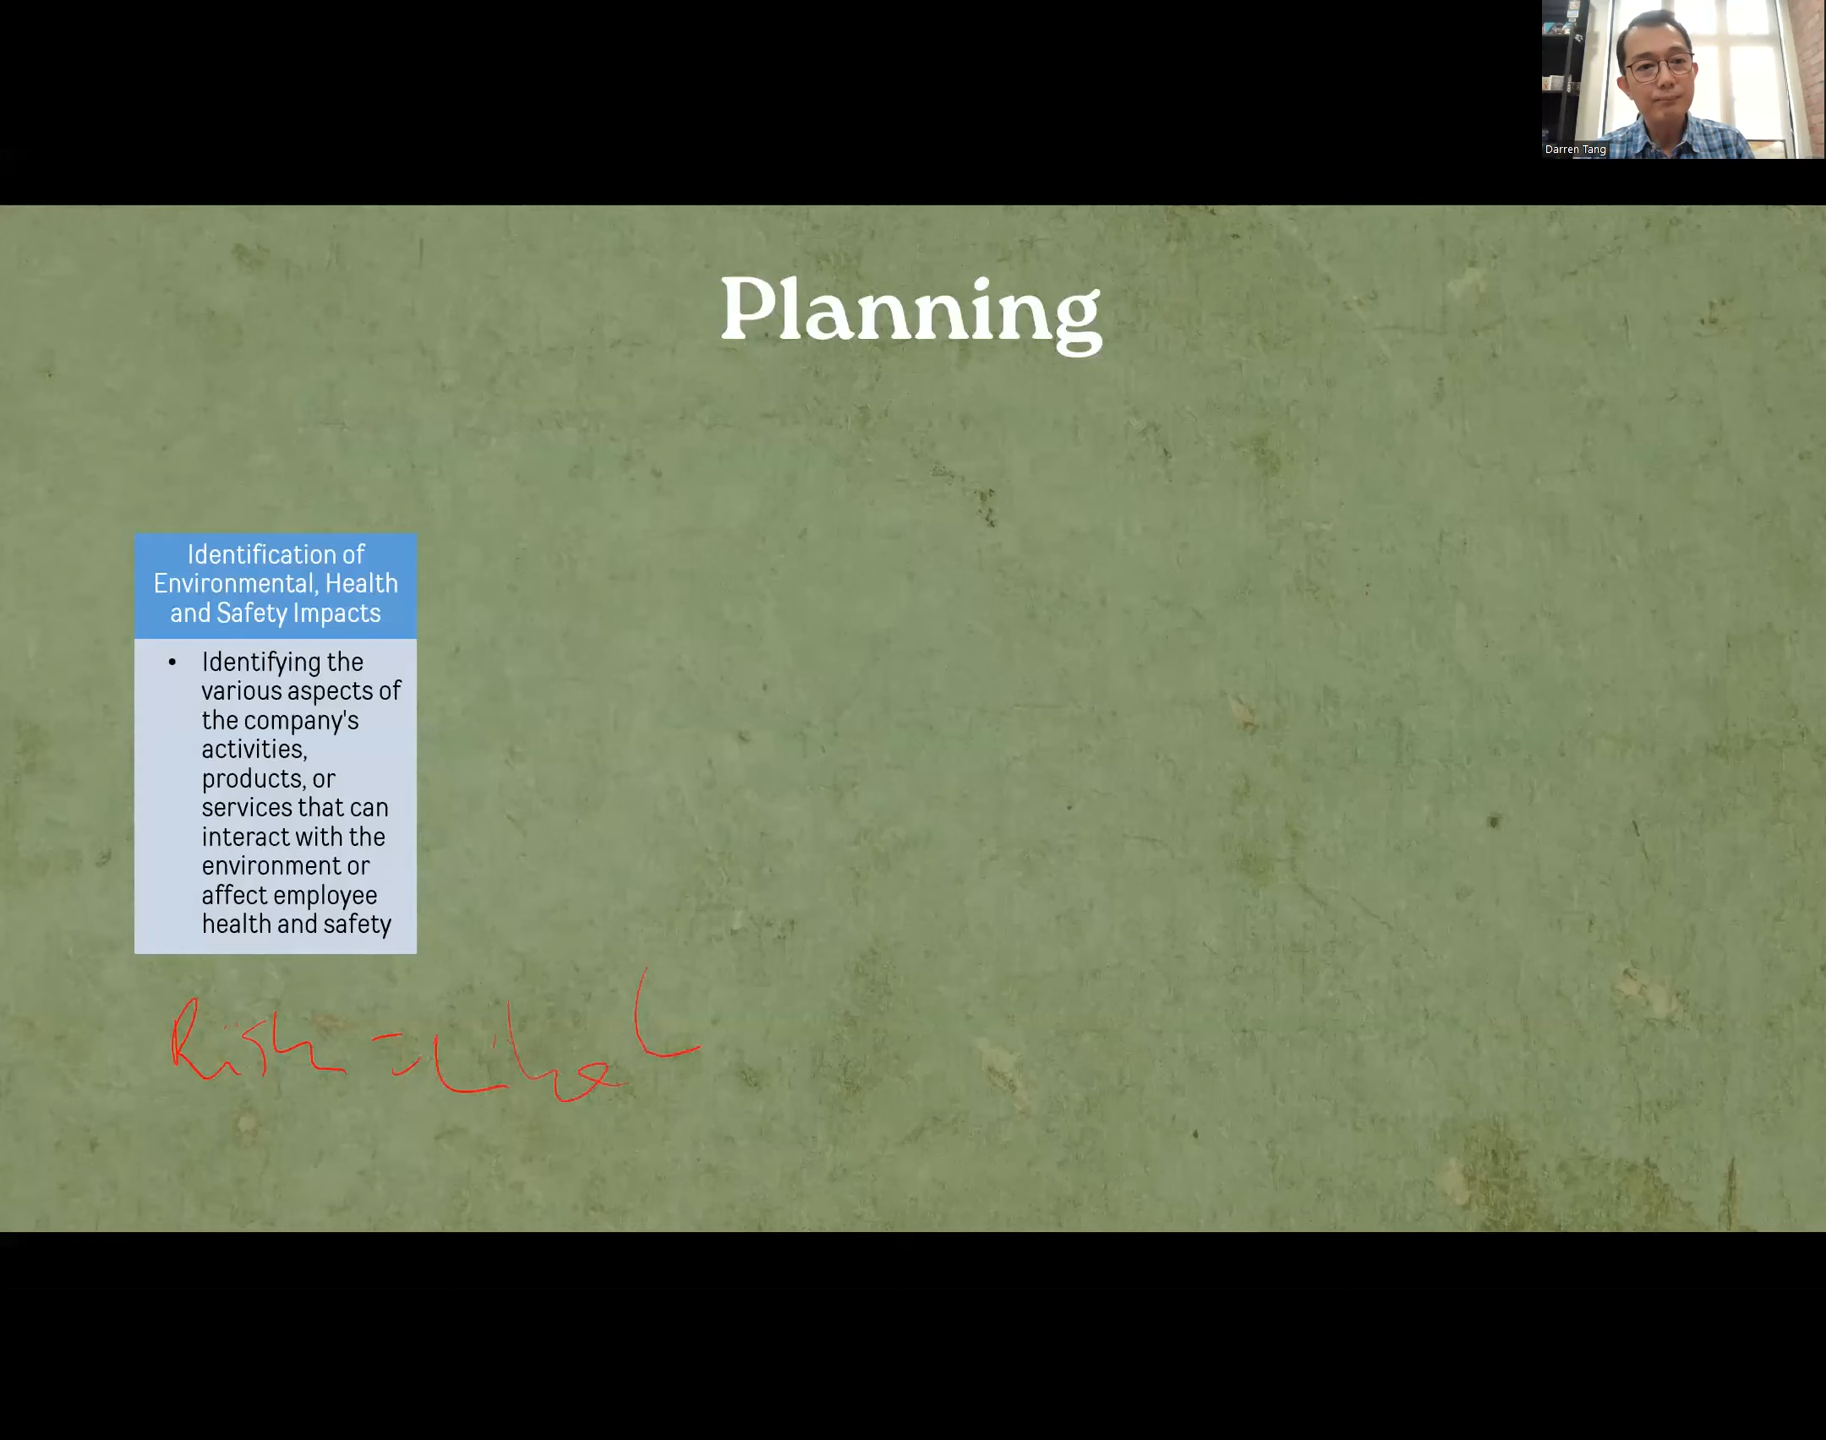 Darren Tang
Planning
Identification of
Environmental, Health
and Safety Impacts
• Identifying the
various aspects of
the company's
activities,
products, or
services that can
interact with the
environment or
affect employee
health and safety
Risk =